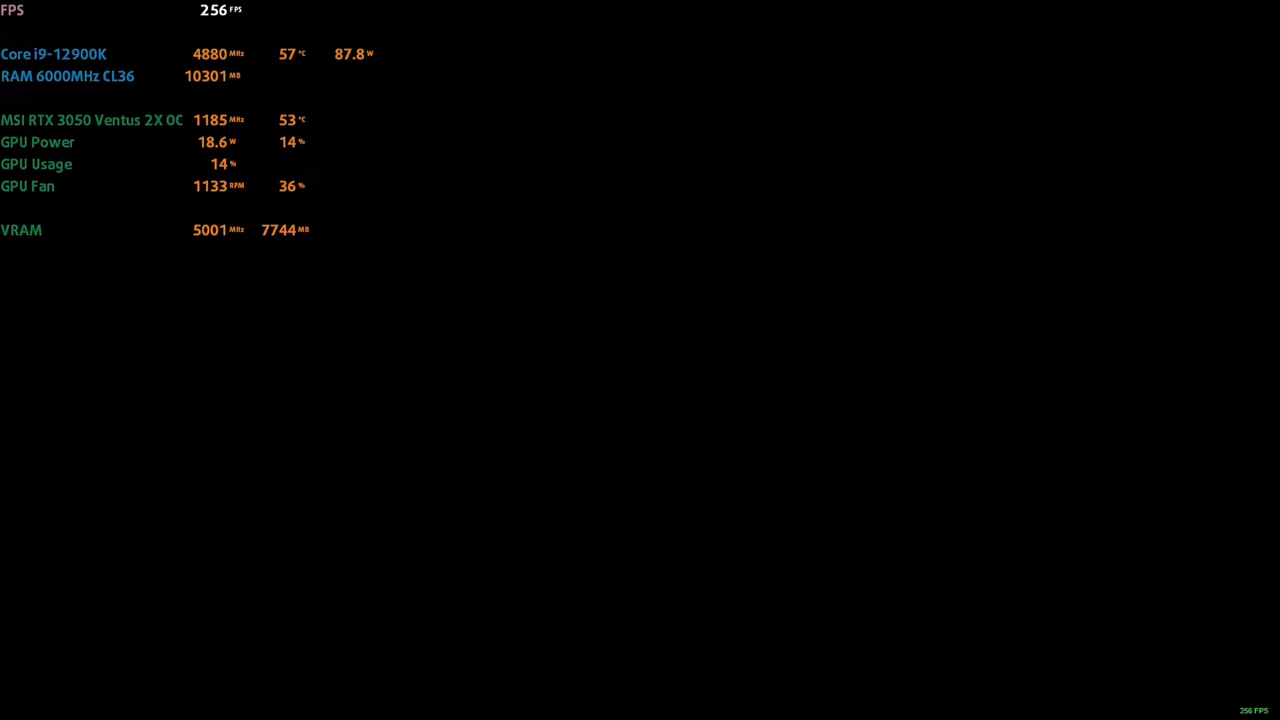 FPS 256 FPS
Core i9-12900K 4880 MHz 57 °C 87.8 W
RAM 6000MHz CL36 10301 MB
MSI RTX 3050 Ventus 2X OC 1185 MHz 53 °C
GPU Power 18.6 W 14 %
GPU Usage 14 %
GPU Fan 1133 RPM 36 %
VRAM 5001 MHz 7744 MB
256 FPS